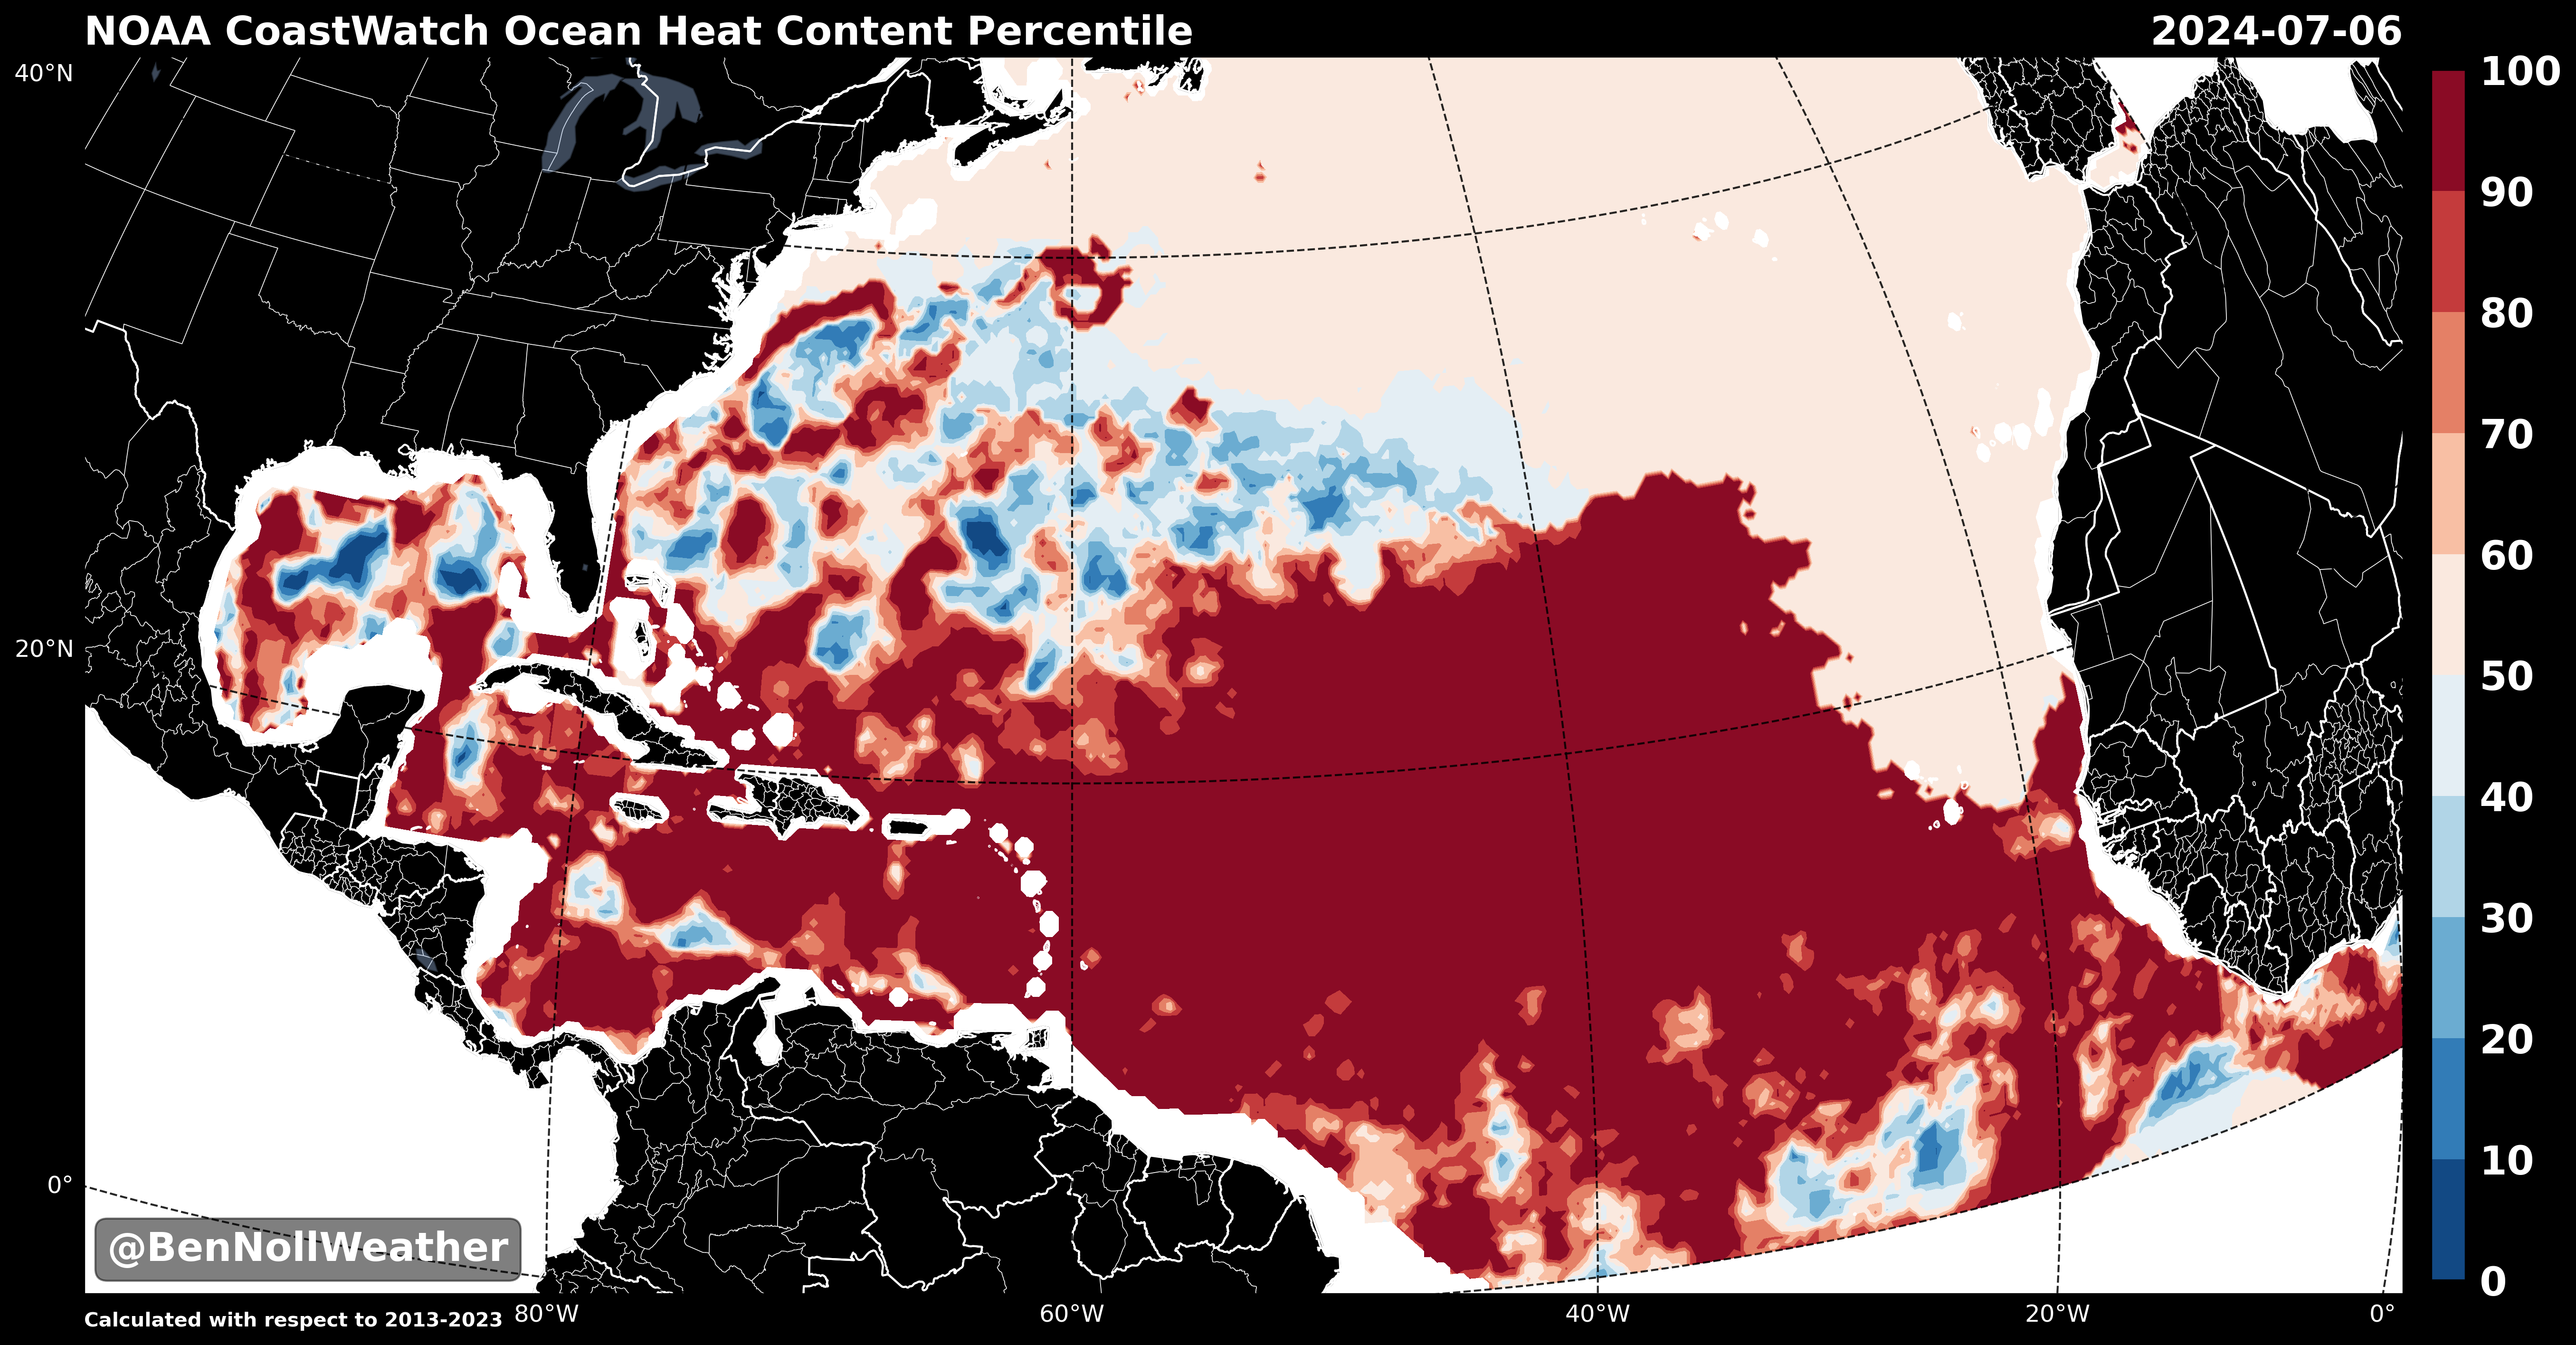 NOAA CoastWatch Ocean Heat Content Percentile
2024-07-06
40°N
20°N
0°
100
90
80
70
60
50
40
30
20
10
0
@BenNollWeather
Calculated with respect to 2013-2023
80°W
60°W
40°W
20°W
0°